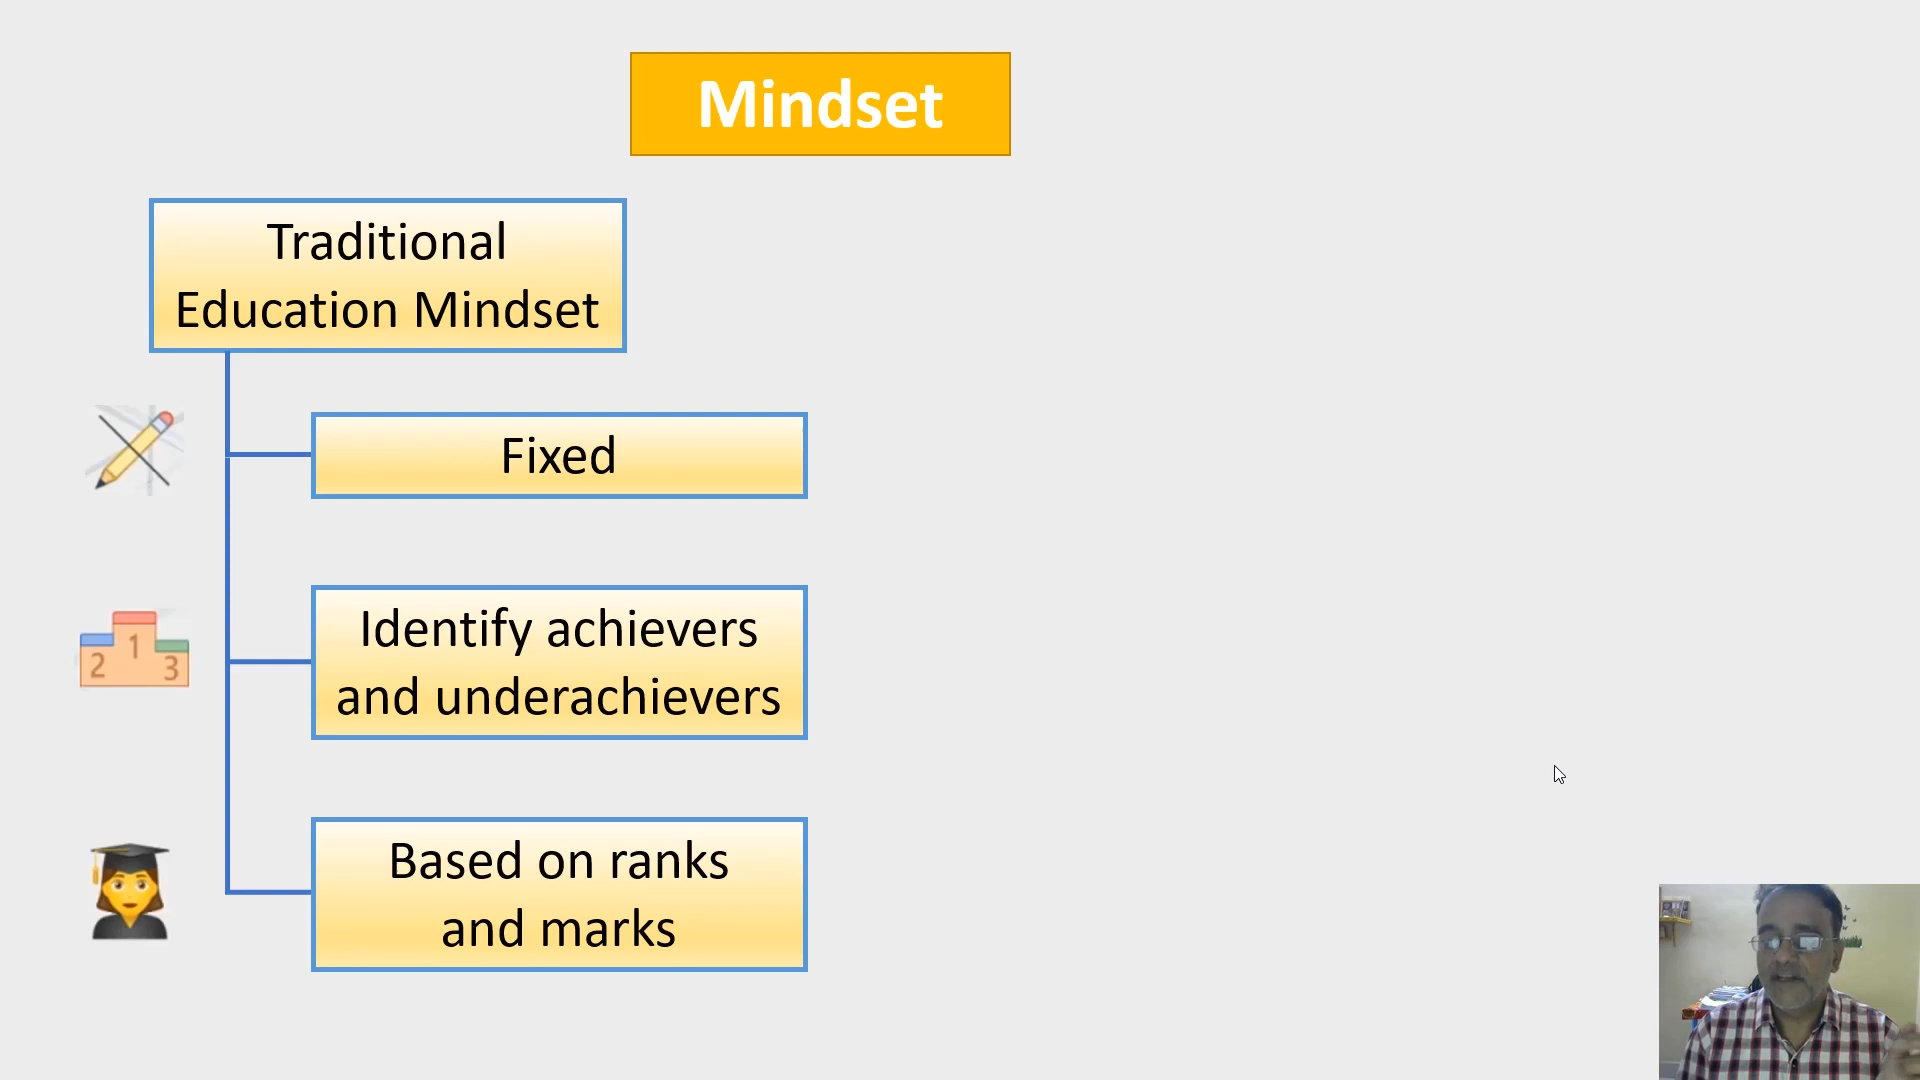 Mindset
Traditional
Education Mindset
Fixed
Identify achievers
and underachievers
2 1 3
Based on ranks
and marks